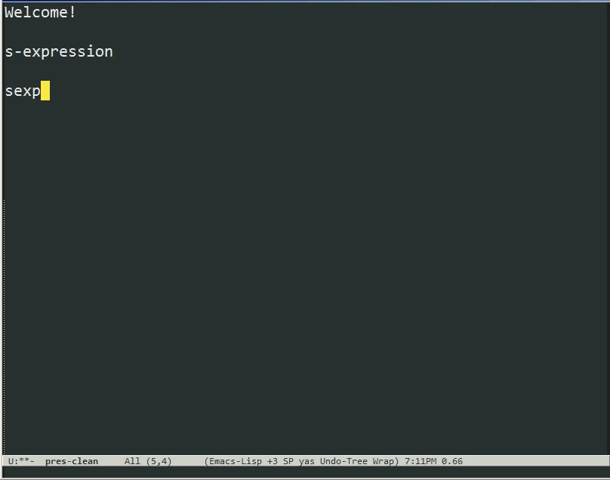 Welcome!
s-expression
sexp
U:**-  pres-clean     All (5,4)     (Emacs-Lisp +3 SP yas Undo-Tree Wrap) 7:11PM 0.66